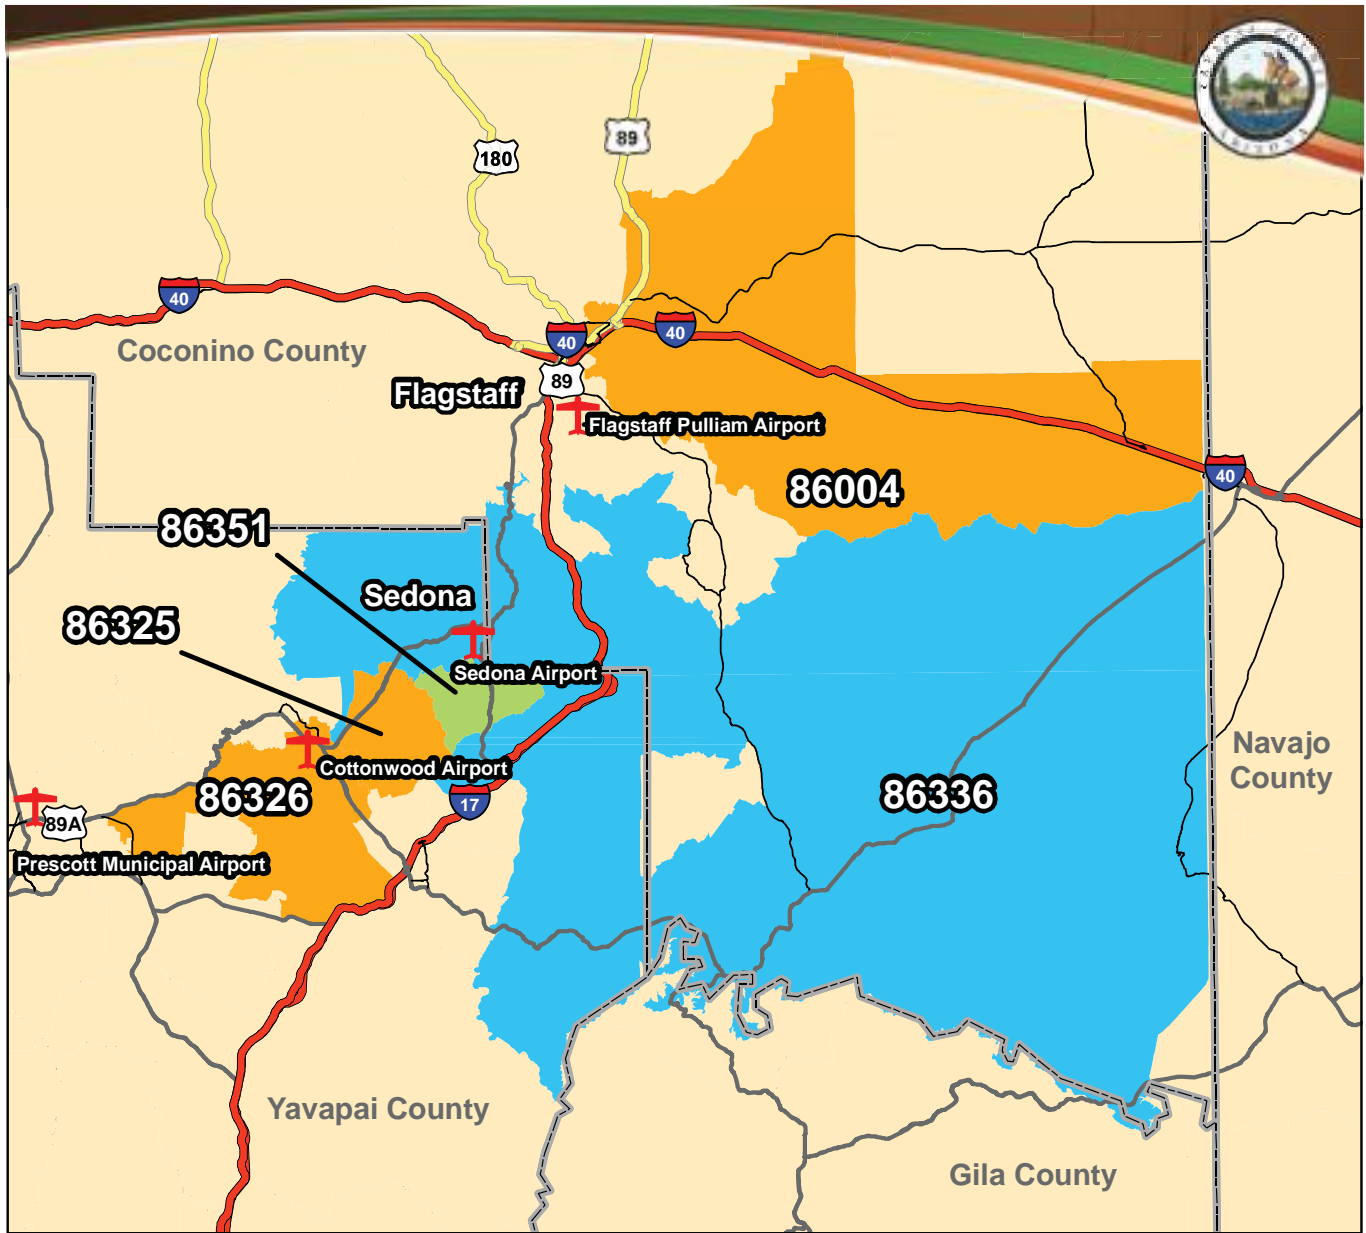 ARIZONA
89
180
40
Coconino County
40
40
89
Flagstaff
Flagstaff Pulliam Airport
86004
40
86351
Sedona
86325
Sedona Airport
Navajo
County
Cottonwood Airport
86326
86336
17
89A
Prescott Municipal Airport
Yavapai County
Gila County